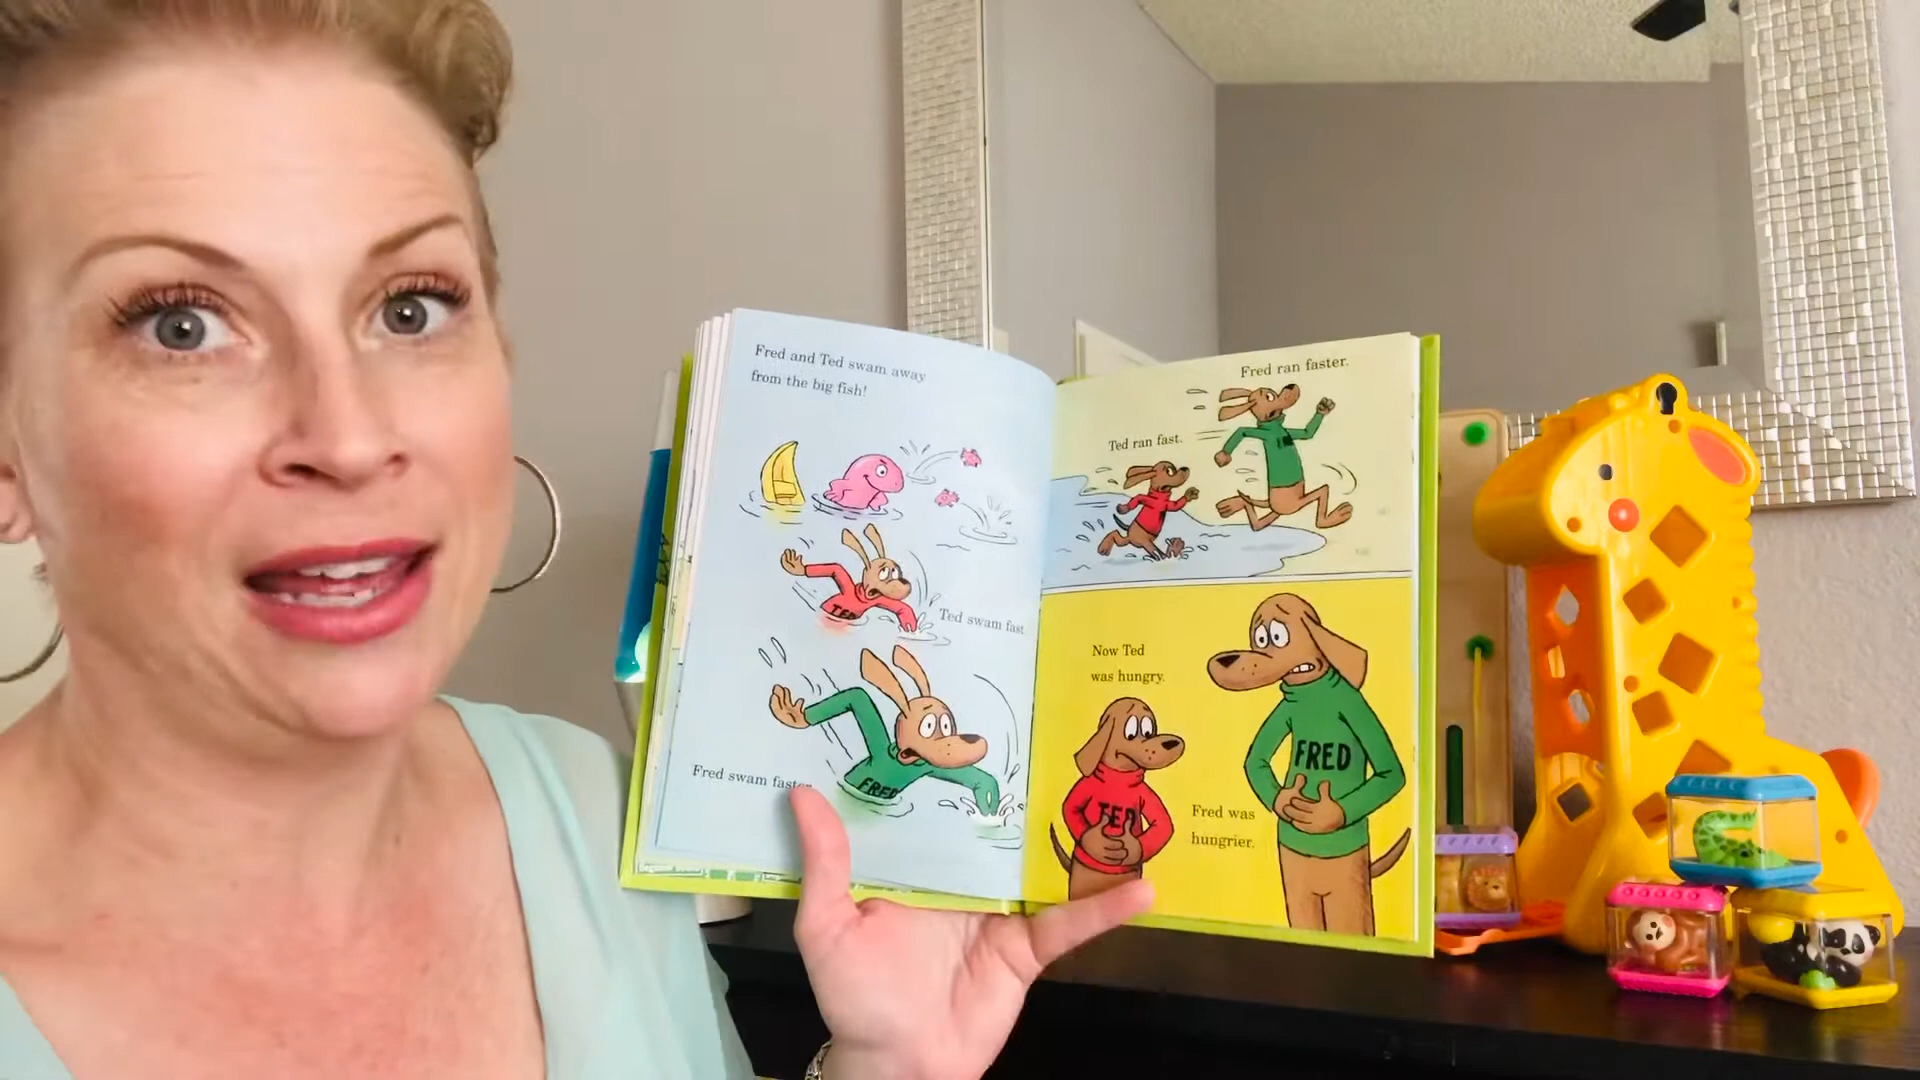 Fred and Ted swam away
from the big fish!
TED
Ted swam fast
FRED
Fred swam faster
Fred ran faster.
Ted ran fast.
Now Ted
was hungry.
TED
FRED
Fred was
hungrier.